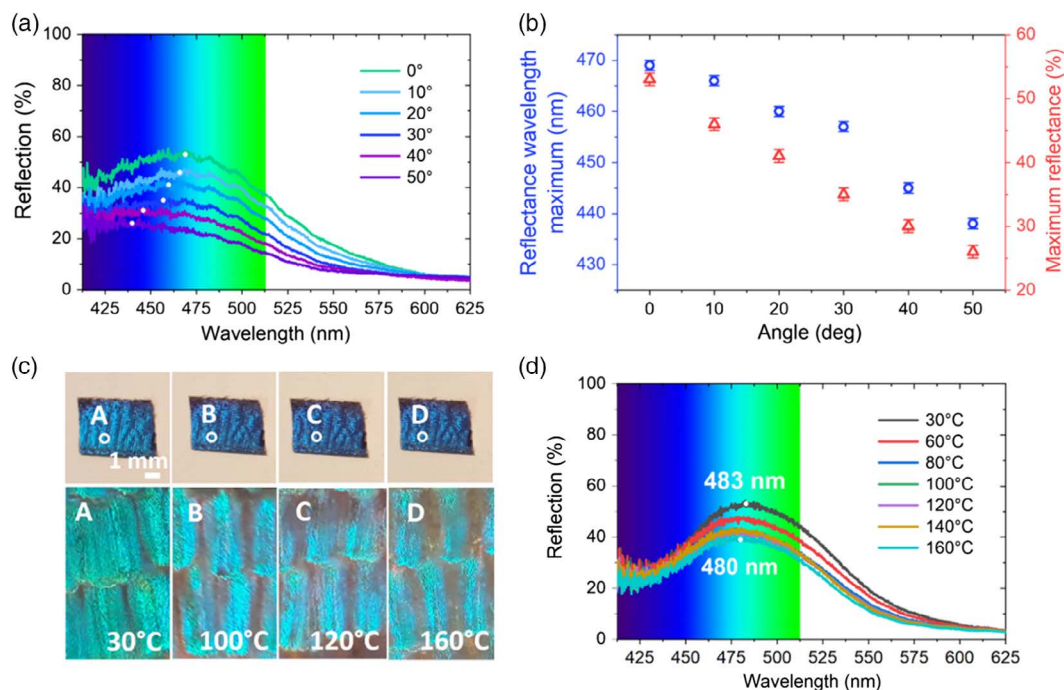 (a)
Reflection (%)
100
80
60
40
20
0
0°
10°
20°
30°
40°
50°
425 450 475 500 525 550 575 600 625
Wavelength (nm)
(b)
Reflectance wavelength
maximum (nm)
470
460
450
440
430
60
50
40
30
20
Maximum reflectance (%)
0 10 20 30 40 50
Angle (deg)
(c)
A B C D
1 mm
A B C D
30°C 100°C 120°C 160°C
(d)
Reflection (%)
100
80
60
40
20
0
30°C
60°C
80°C
100°C
120°C
140°C
160°C
483 nm
480 nm
425 450 475 500 525 550 575 600 625
Wavelength (nm)